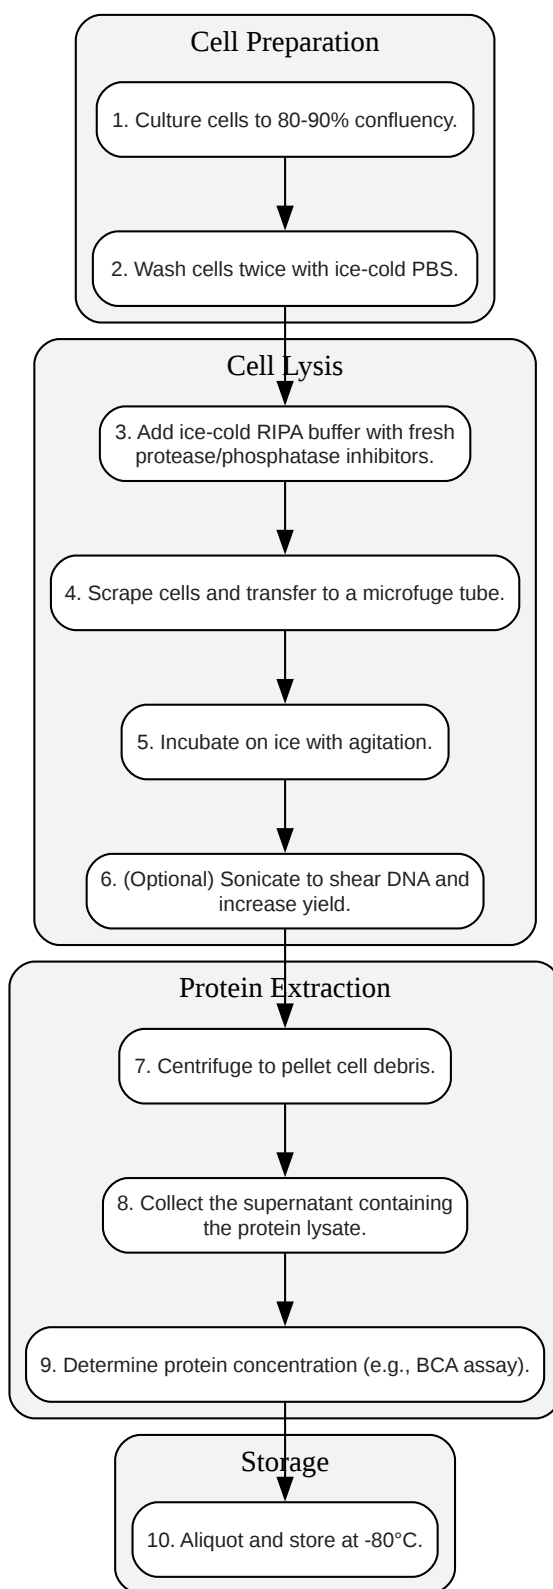 Cell Preparation
1. Culture cells to 80-90% confluency.
2. Wash cells twice with ice-cold PBS.
Cell Lysis
3. Add ice-cold RIPA buffer with fresh
protease/phosphatase inhibitors.
4. Scrape cells and transfer to a microfuge tube.
5. Incubate on ice with agitation.
6. (Optional) Sonicate to shear DNA and
increase yield.
Protein Extraction
7. Centrifuge to pellet cell debris.
8. Collect the supernatant containing
the protein lysate.
9. Determine protein concentration (e.g., BCA assay).
Storage
10. Aliquot and store at -80°C.